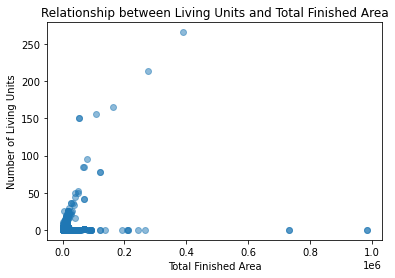 Relationship between Living Units and Total Finished Area
250
200
150
100
50
0
Number of Living Units
0.0 0.2 0.4 0.6 0.8 1.0
1e6
Total Finished Area